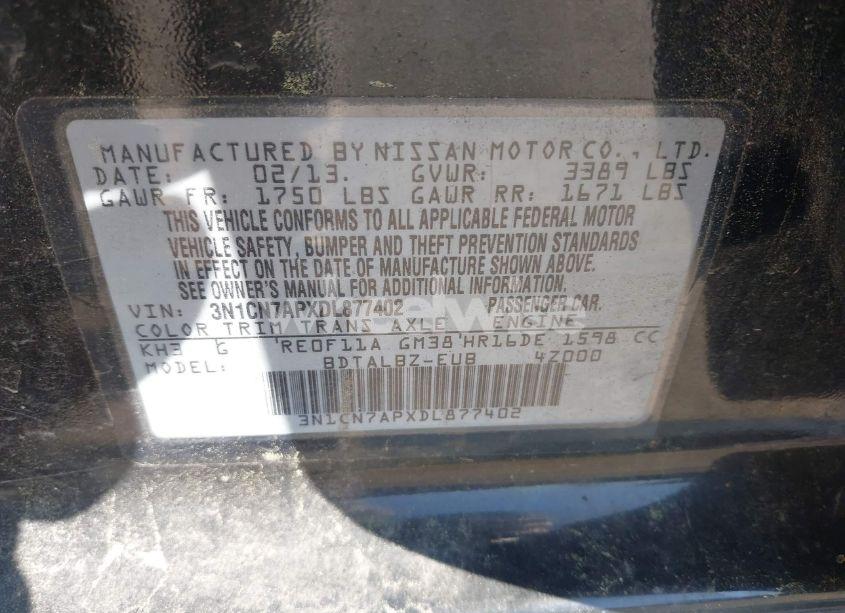 MANUFACTURED BY NISSAN MOTOR CO., LTD.
DATE: 02/13. GVWR: 3389 LBS
GAWR FR: 1750 LBS GAWR RR: 1671 LBS
THIS VEHICLE CONFORMS TO ALL APPLICABLE FEDERAL MOTOR
VEHICLE SAFETY, BUMPER AND THEFT PREVENTION STANDARDS
IN EFFECT ON THE DATE OF MANUFACTURE SHOWN ABOVE.
SEE OWNER'S MANUAL FOR ADDITIONAL INFORMATION
VIN: 3N1CN7APXDL877402 PASSENGER CAR.
COLOR TRIM TRANS AXLE ENGINE
KH3 G RE0F11A GM38 HR16DE 1598 CC
MODEL: BDTALBZ-EUB 4Z000
3N1CN7APXDL877402